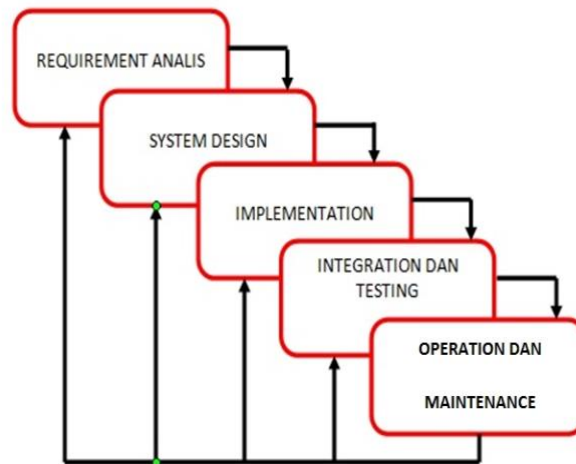 REQUIREMENT ANALIS
SYSTEM DESIGN
IMPLEMENTATION
INTEGRATION DAN
TESTING
OPERATION DAN
MAINTENANCE